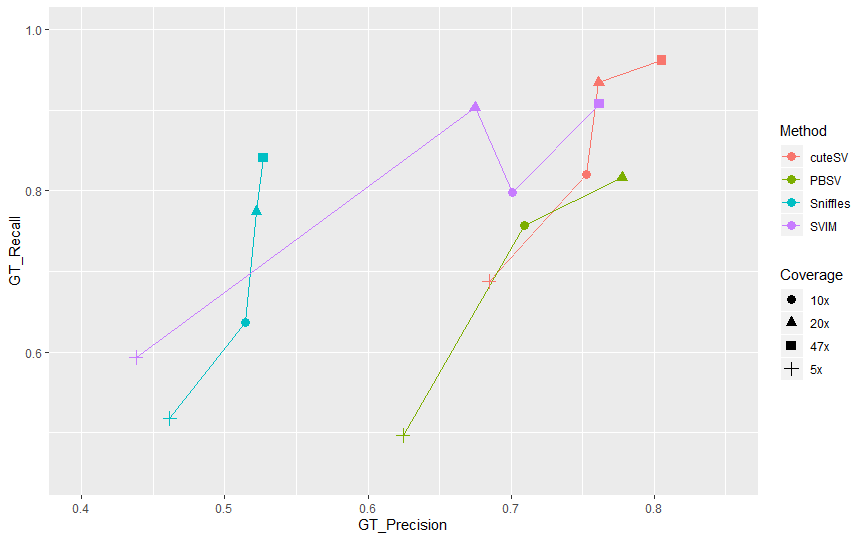 1.0
0.8
0.6
GT_Recall
0.4
0.5
0.6
0.7
0.8
GT_Precision
Method
cuteSV
PBSV
Sniffles
SVIM
Coverage
10x
20x
47x
5x